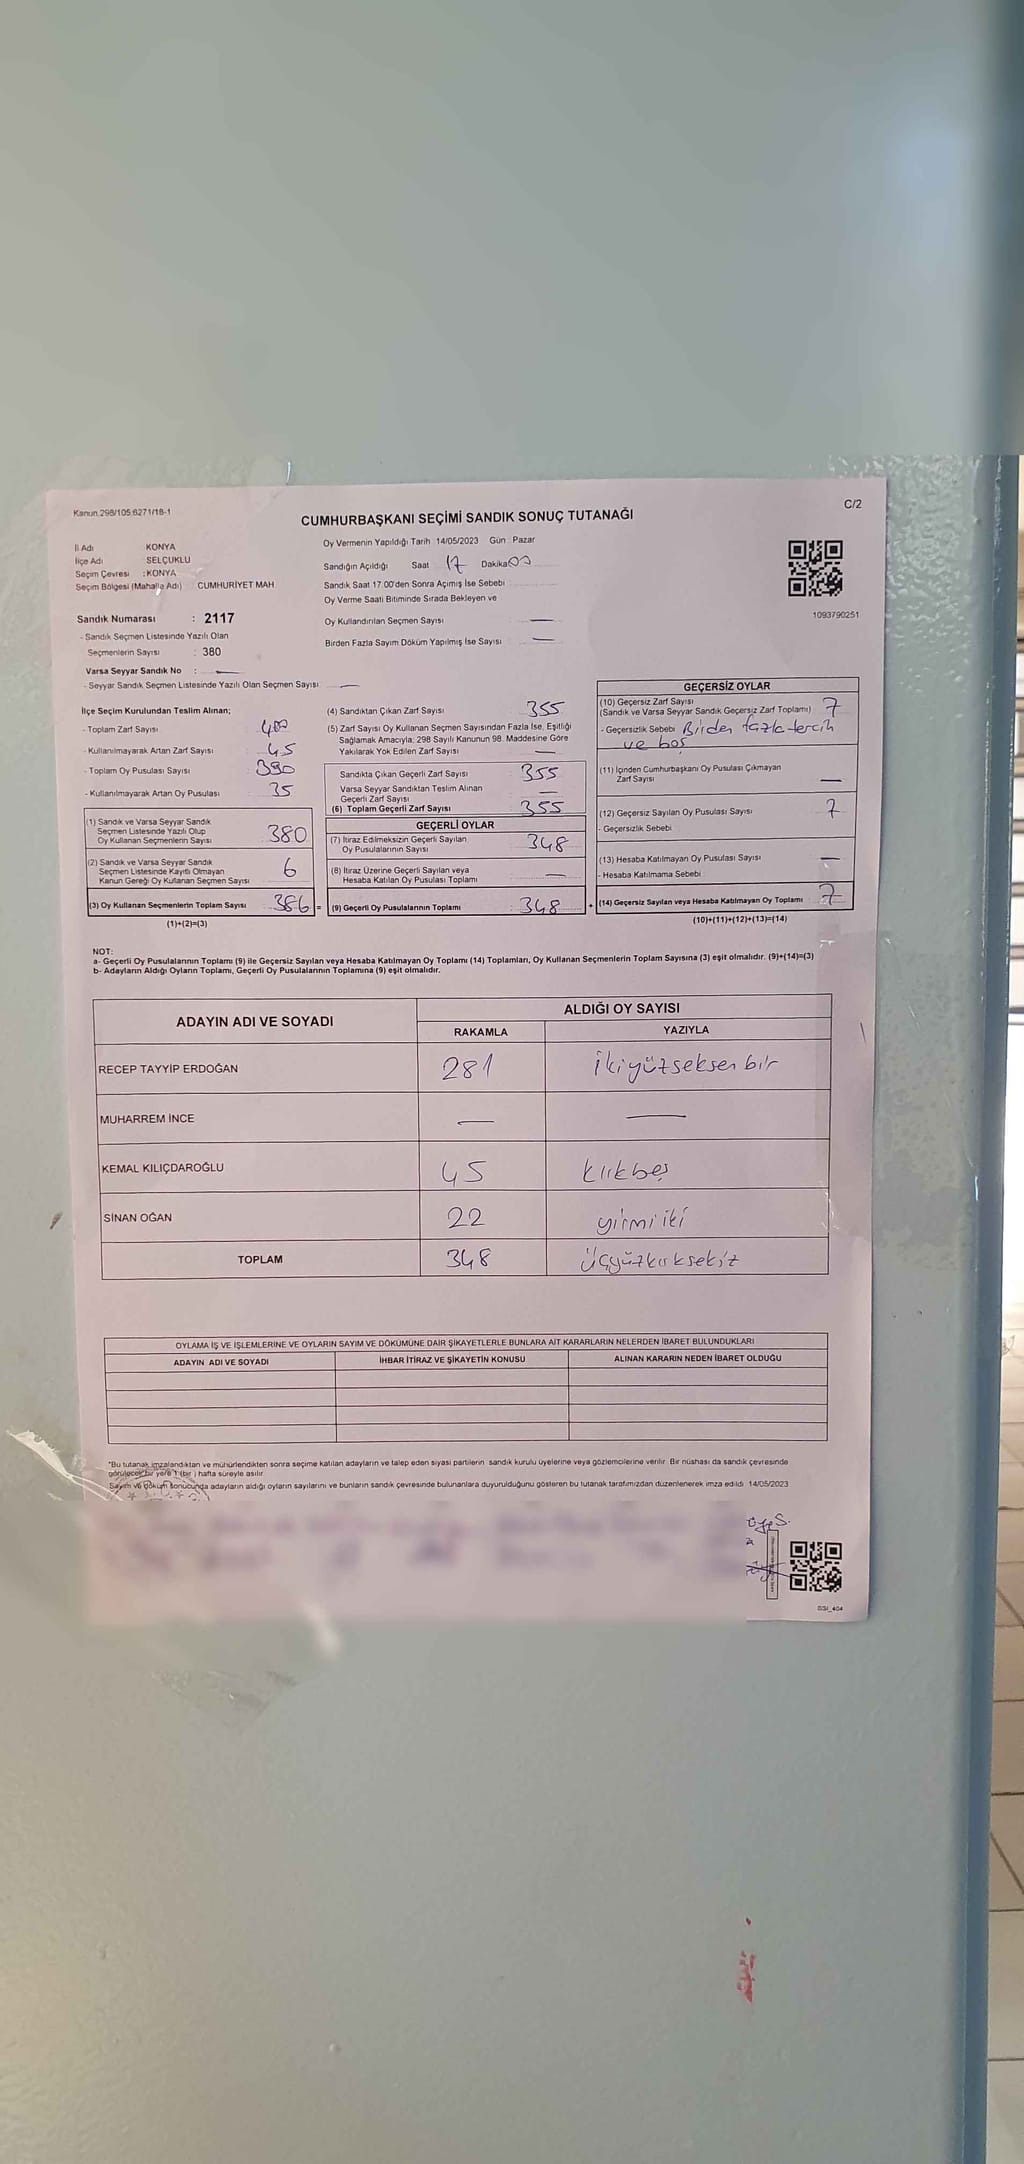 Kanun 298/105,6271/18-1
C/2
CUMHURBAŞKANI SEÇİMİ SANDIK SONUÇ TUTANAĞI
İl Adı KONYA
İlçe Adı SELÇUKLU
Seçim Çevresi : KONYA
Seçim Bölgesi (Mahalle Adı) CUMHURİYET MAH.
Oy Vermenin Yapıldığı Tarih 14/05/2023 Gün Pazar
Sandığın Açıldığı Saat 17 Dakika 00
Sandık Saat 17.00'den Sonra Açılmış İse Sebebi
Oy Verme Saati Bitiminde Sırada Bekleyen ve
Oy Kullandırılan Seçmen Sayısı —
Birden Fazla Sayım Döküm Yapılmış İse Sayısı —
1093790251
Sandık Numarası : 2117
- Sandık Seçmen Listesinde Yazılı Olan
Seçmenlerin Sayısı : 380
Varsa Seyyar Sandık No : —
- Seyyar Sandık Seçmen Listesinde Yazılı Olan Seçmen Sayısı: —
İlçe Seçim Kurulundan Teslim Alınan;
- Toplam Zarf Sayısı 400
- Kullanılmayarak Artan Zarf Sayısı 45
- Toplam Oy Pusulası Sayısı 390
- Kullanılmayarak Artan Oy Pusulası 35
(1) Sandık ve Varsa Seyyar Sandık
Seçmen Listesinde Yazılı Olup
Oy Kullanan Seçmenlerin Sayısı 380
(2) Sandık ve Varsa Seyyar Sandık
Seçmen Listesinde Kayıtlı Olmayan
Kanun Gereği Oy Kullanan Seçmen Sayısı 6
(3) Oy Kullanan Seçmenlerin Toplam Sayısı 386 =
(1)+(2)=(3)
(4) Sandıktan Çıkan Zarf Sayısı 355
(5) Zarf Sayısı Oy Kullanan Seçmen Sayısından Fazla İse, Eşitliği
Sağlamak Amacıyla, 298 Sayılı Kanunun 98. Maddesine Göre
Yakılarak Yok Edilen Zarf Sayısı —
Sandıkta Çıkan Geçerli Zarf Sayısı 355
Varsa Seyyar Sandıktan Teslim Alınan
Geçerli Zarf Sayısı —
(6) Toplam Geçerli Zarf Sayısı 355
GEÇERLİ OYLAR
(7) İtiraz Edilmeksizin Geçerli Sayılan
Oy Pusulalarının Sayısı 348
(8) İtiraz Üzerine Geçerli Sayılan veya
Hesaba Katılan Oy Pusulası Toplamı —
(9) Geçerli Oy Pusulalarının Toplamı 348 +
GEÇERSİZ OYLAR
(10) Geçersiz Zarf Sayısı
(Sandık ve Varsa Seyyar Sandık Geçersiz Zarf Toplamı) 7
- Geçersizlik Sebebi Birden fazla tercih
ve boş
(11) İçinden Cumhurbaşkanı Oy Pusulası Çıkmayan
Zarf Sayısı —
(12) Geçersiz Sayılan Oy Pusulası Sayısı 7
- Geçersizlik Sebebi
(13) Hesaba Katılmayan Oy Pusulası Sayısı —
- Hesaba Katılmama Sebebi
(14) Geçersiz Sayılan veya Hesaba Katılmayan Oy Toplamı 7
(10)+(11)+(12)+(13)=(14)
NOT:
a- Geçerli Oy Pusulalarının Toplamı (9) ile Geçersiz Sayılan veya Hesaba Katılmayan Oy Toplamı (14) Toplamları, Oy Kullanan Seçmenlerin Toplam Sayısına (3) eşit olmalıdır. (9)+(14)=(3)
b- Adayların Aldığı Oyların Toplamı, Geçerli Oy Pusulalarının Toplamına (9) eşit olmalıdır.
ADAYIN ADI VE SOYADI ALDIĞI OY SAYISI
RAKAMLA YAZIYLA
RECEP TAYYİP ERDOĞAN 281 İkiyüzseksen bir
MUHARREM İNCE — —
KEMAL KILIÇDAROĞLU 45 kırkbeş
SİNAN OĞAN 22 yirmi iki
TOPLAM 348 Üçyüzkırksekiz
OYLAMA İŞ VE İŞLEMLERİNE VE OYLARIN SAYIM VE DÖKÜMÜNE DAİR ŞİKAYETLERLE BUNLARA AİT KARARLARIN NELERDEN İBARET BULUNDUKLARI
ADAYIN ADI VE SOYADI İHBAR İTİRAZ VE ŞİKAYETİN KONUSU ALINAN KARARIN NEDEN İBARET OLDUĞU
"Bu tutanak imzalandıktan ve mühürlendikten sonra seçime katılan adayların ve talep eden siyasi partilerin sandık kurulu üyelerine veya gözlemcilerine verilir. Bir nüshası da sandık çevresinde
görülecek bir yere 1 (bir ) hafta süreyle asılır.
Sayım ve döküm sonucunda adayların aldığı oyların sayılarını ve bunların sandık çevresinde bulunanlara duyurulduğunu gösteren bu tutanak tarafımızdan düzenlenerek imza edildi. 14/05/2023